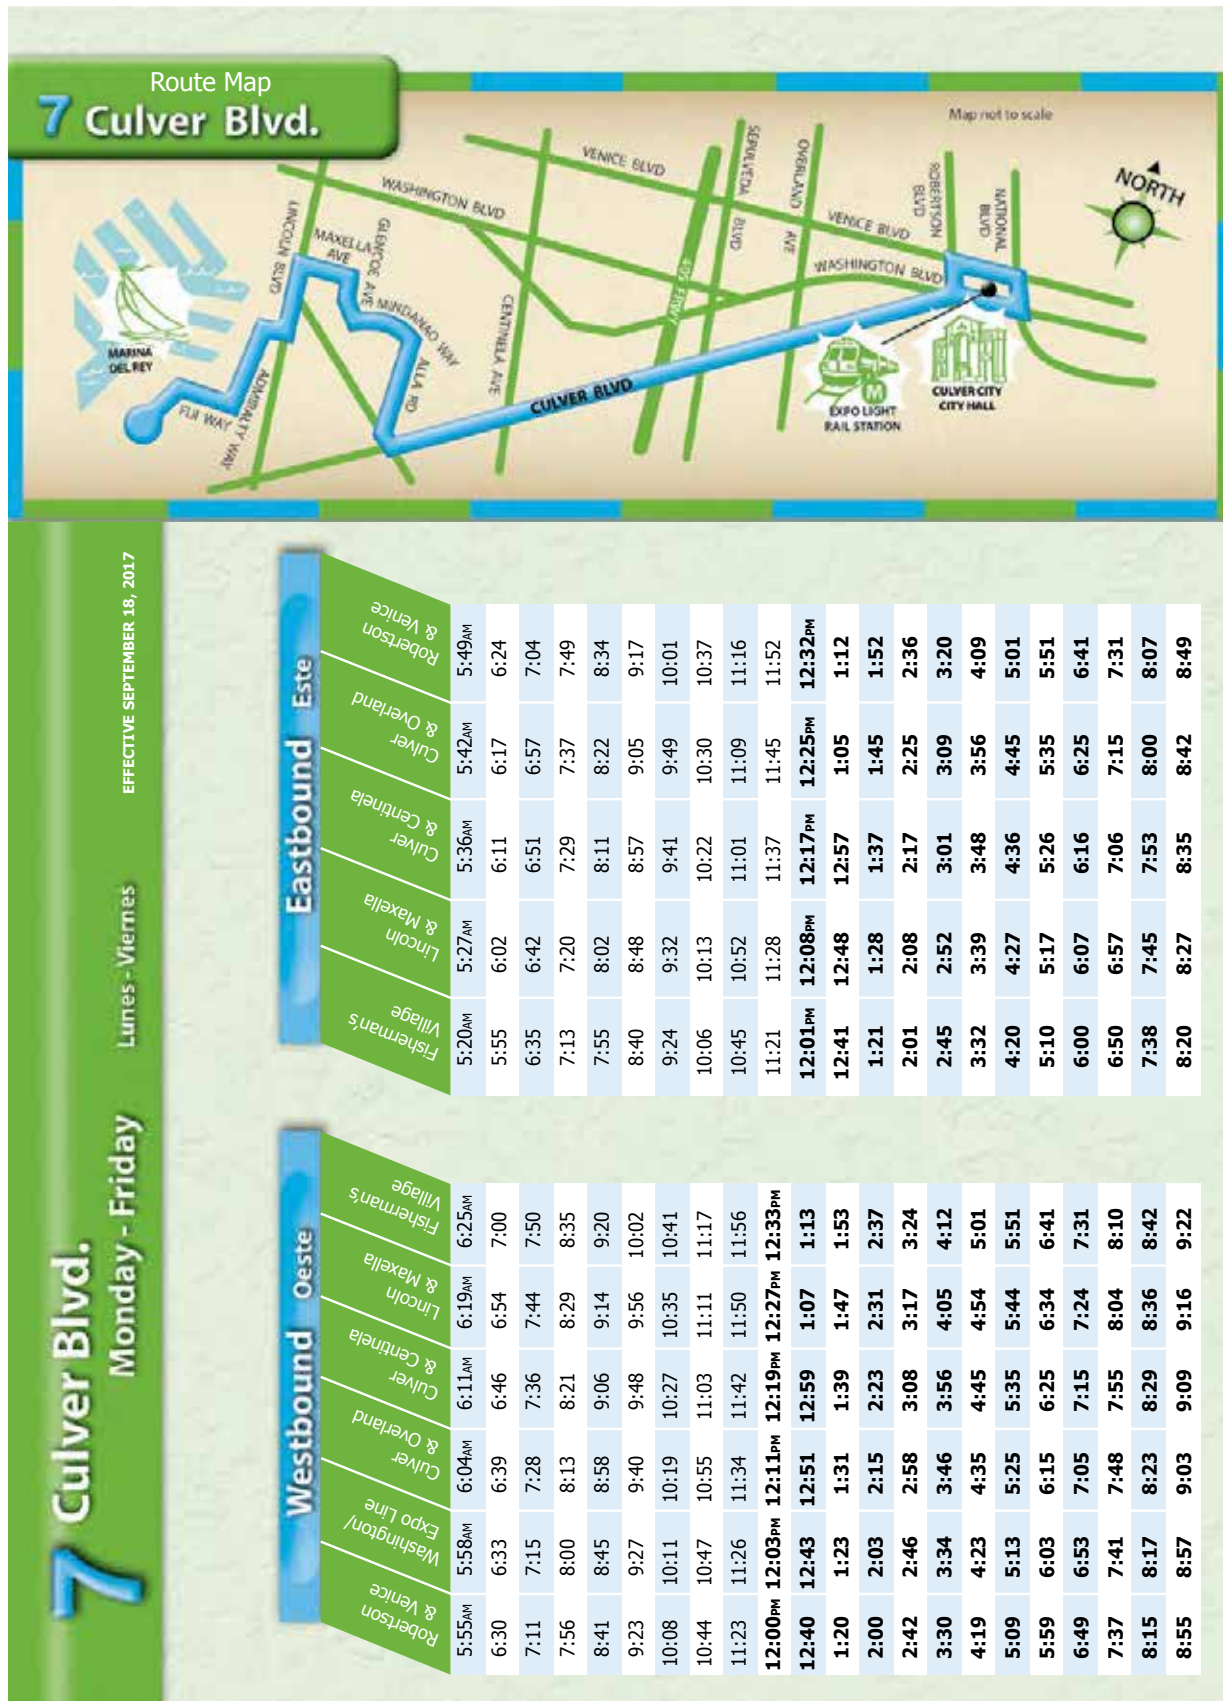 Route Map
7 Culver Blvd.
Map not to scale
NORTH
VENICE BLVD
WASHINGTON BLVD
LINCOLN BLVD
MAXELLA
AVE
GLENCOE AVE
MINDANAO WAY
ALLA RD
CENTINELA AVE
405 FRWY
SEPULVEDA BLVD
OVERLAND AVE
VENICE BLVD
WASHINGTON BLVD
ROBERTSON
BLVD
NATIONAL
BLVD
MARINA
DEL REY
FIJI WAY
ADMIRALTY WAY
CULVER BLVD
EXPO LIGHT
RAIL STATION
CULVER CITY
CITY HALL
7 Culver Blvd.
Monday - Friday Lunes - Viernes EFFECTIVE SEPTEMBER 18, 2017
Westbound Oeste
Robertson & Venice | Washington/ Expo Line | Culver & Overland | Culver & Centinela | Lincoln & Maxella | Fisherman's Village
5:55AM 5:58AM 6:04AM 6:11AM 6:19AM 6:25AM
6:30 6:33 6:39 6:46 6:54 7:00
7:11 7:15 7:28 7:36 7:44 7:50
7:56 8:00 8:13 8:21 8:29 8:35
8:41 8:45 8:58 9:06 9:14 9:20
9:23 9:27 9:40 9:48 9:56 10:02
10:08 10:11 10:19 10:27 10:35 10:41
10:44 10:47 10:55 11:03 11:11 11:17
11:23 11:26 11:34 11:42 11:50 11:56
12:00PM 12:03PM 12:11PM 12:19PM 12:27PM 12:33PM
12:40 12:43 12:51 12:59 1:07 1:13
1:20 1:23 1:31 1:39 1:47 1:53
2:00 2:03 2:15 2:23 2:31 2:37
2:42 2:46 2:58 3:08 3:17 3:24
3:30 3:34 3:46 3:56 4:05 4:12
4:19 4:23 4:35 4:45 4:54 5:01
5:09 5:13 5:25 5:35 5:44 5:51
5:59 6:03 6:15 6:25 6:34 6:41
6:49 6:53 7:05 7:15 7:24 7:31
7:37 7:41 7:48 7:55 8:04 8:10
8:15 8:17 8:23 8:29 8:36 8:42
8:55 8:57 9:03 9:09 9:16 9:22
Eastbound Este
Fisherman's Village | Lincoln & Maxella | Culver & Centinela | Culver & Overland | Robertson & Venice
5:20AM 5:27AM 5:36AM 5:42AM 5:49AM
5:55 6:02 6:11 6:17 6:24
6:35 6:42 6:51 6:57 7:04
7:13 7:20 7:29 7:37 7:49
7:55 8:02 8:11 8:22 8:34
8:40 8:48 8:57 9:05 9:17
9:24 9:32 9:41 9:49 10:01
10:06 10:13 10:22 10:30 10:37
10:45 10:52 11:01 11:09 11:16
11:21 11:28 11:37 11:45 11:52
12:01PM 12:08PM 12:17PM 12:25PM 12:32PM
12:41 12:48 12:57 1:05 1:12
1:21 1:28 1:37 1:45 1:52
2:01 2:08 2:17 2:25 2:36
2:45 2:52 3:01 3:09 3:20
3:32 3:39 3:48 3:56 4:09
4:20 4:27 4:36 4:45 5:01
5:10 5:17 5:26 5:35 5:51
6:00 6:07 6:16 6:25 6:41
6:50 6:57 7:06 7:15 7:31
7:38 7:45 7:53 8:00 8:07
8:20 8:27 8:35 8:42 8:49